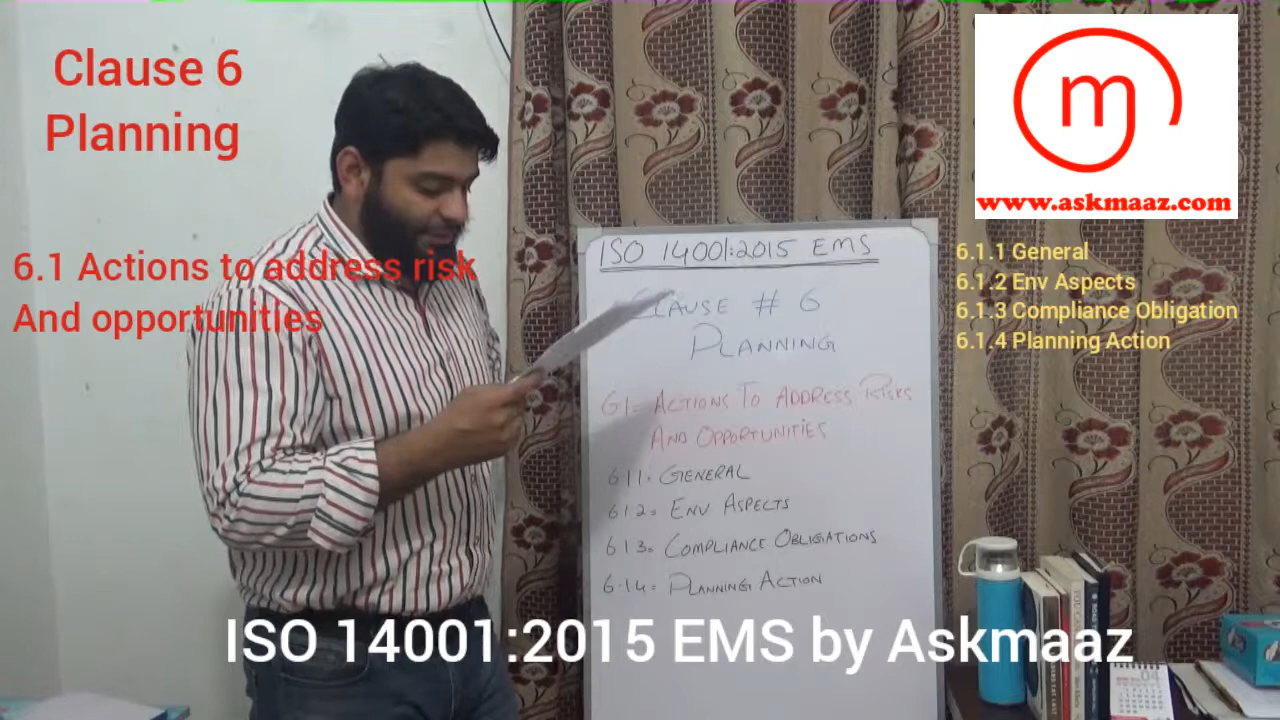 Clause 6
Planning
6.1 Actions to address risk
And opportunities
m
www.askmaaz.com
6.1.1 General
6.1.2 Env Aspects
6.1.3 Compliance Obligation
6.1.4 Planning Action
ISO 14001:2015 EMS
CLAUSE # 6
PLANNING
6.1= ACTIONS TO ADDRESS RISKS
AND OPPORTUNITIES
6.1.1= GENERAL
6.1.2= ENV ASPECTS
6.1.3= COMPLIANCE OBLIGATIONS
6.1.4= PLANNING ACTION
ISO 14001:2015 EMS by Askmaaz
04